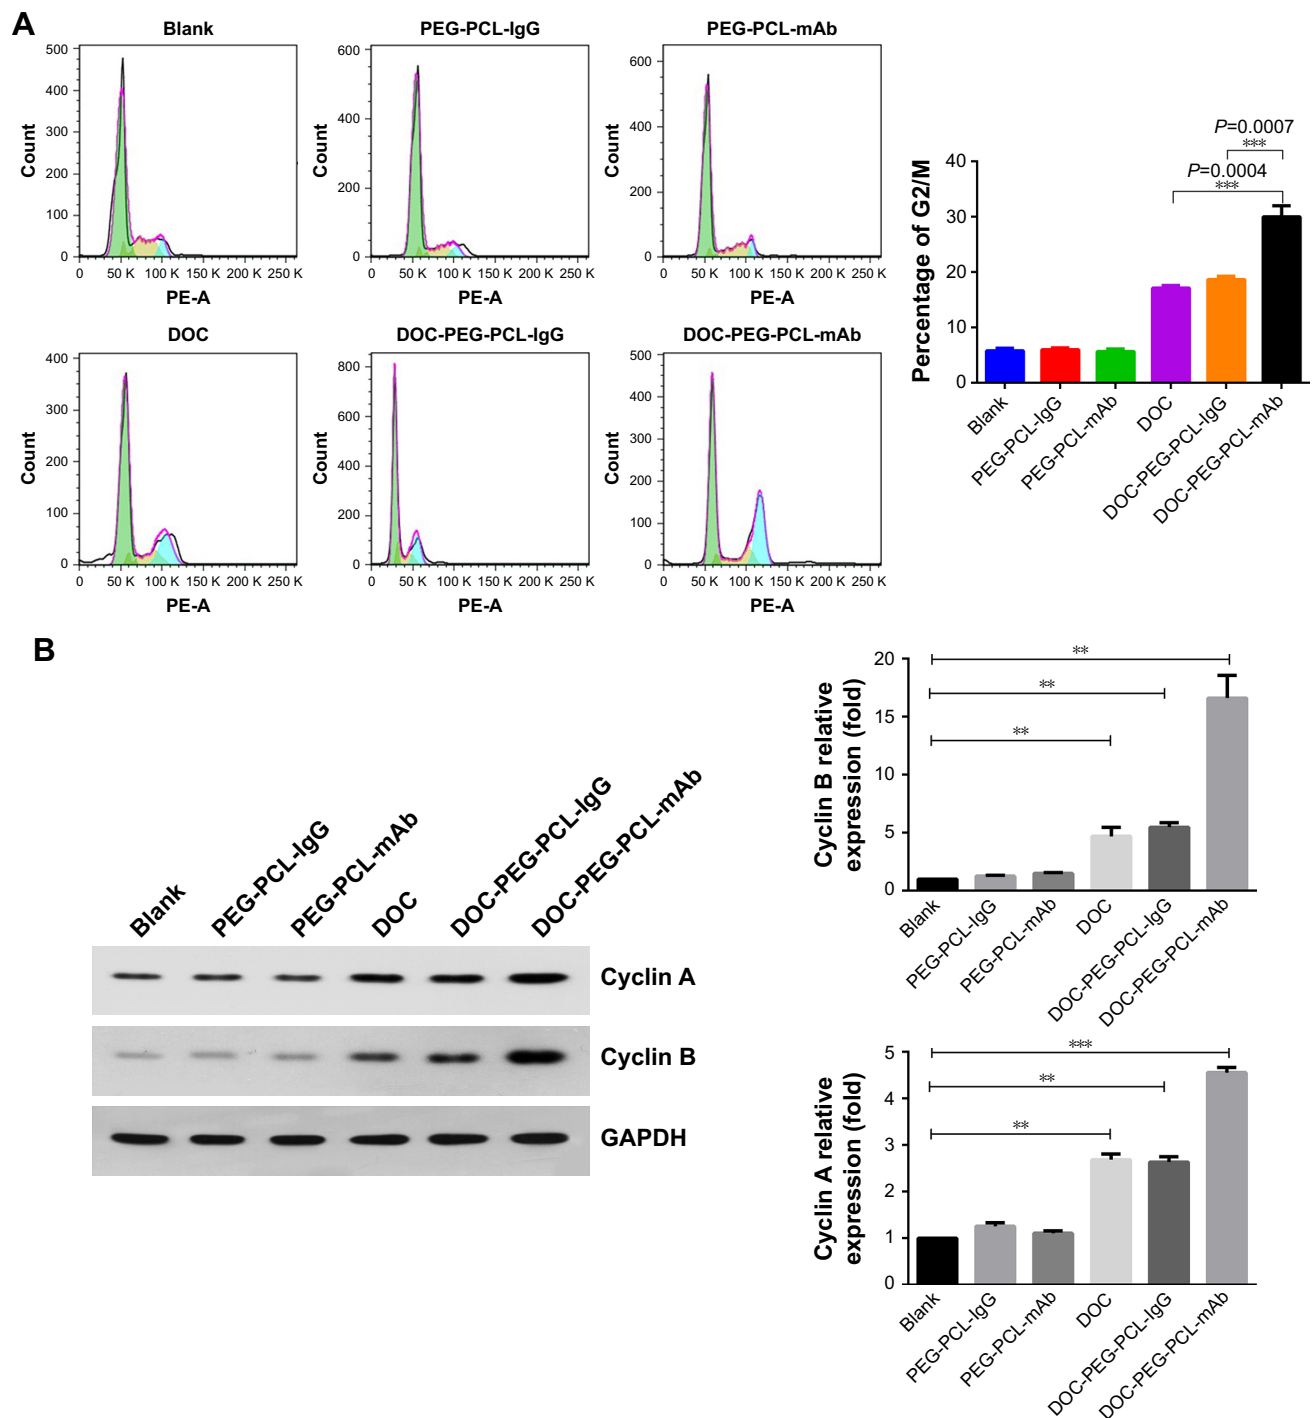 A
Blank
PEG-PCL-IgG
PEG-PCL-mAb
Count
500
400
300
200
100
0
0 50 K 100 K 150 K 200 K 250 K
PE-A
Count
600
400
200
0
0 50 K 100 K 150 K 200 K 250 K
PE-A
Count
600
400
200
0
0 50 K 100 K 150 K 200 K 250 K
PE-A
DOC
DOC-PEG-PCL-IgG
DOC-PEG-PCL-mAb
Count
400
300
200
100
0
0 50 K 100 K 150 K 200 K 250 K
PE-A
Count
800
600
400
200
0
0 50 K 100 K 150 K 200 K 250 K
PE-A
Count
500
400
300
200
100
0
0 50 K 100 K 150 K 200 K 250 K
PE-A
P=0.0007
***
P=0.0004
***
Percentage of G2/M
40
30
20
10
0
Blank
PEG-PCL-IgG
PEG-PCL-mAb
DOC
DOC-PEG-PCL-IgG
DOC-PEG-PCL-mAb
B
Blank
PEG-PCL-IgG
PEG-PCL-mAb
DOC
DOC-PEG-PCL-IgG
DOC-PEG-PCL-mAb
Cyclin A
Cyclin B
GAPDH
Cyclin B relative
expression (fold)
20
15
10
5
0
**
**
**
Blank
PEG-PCL-IgG
PEG-PCL-mAb
DOC
DOC-PEG-PCL-IgG
DOC-PEG-PCL-mAb
Cyclin A relative
expression (fold)
5
4
3
2
1
0
***
**
**
Blank
PEG-PCL-IgG
PEG-PCL-mAb
DOC
DOC-PEG-PCL-IgG
DOC-PEG-PCL-mAb